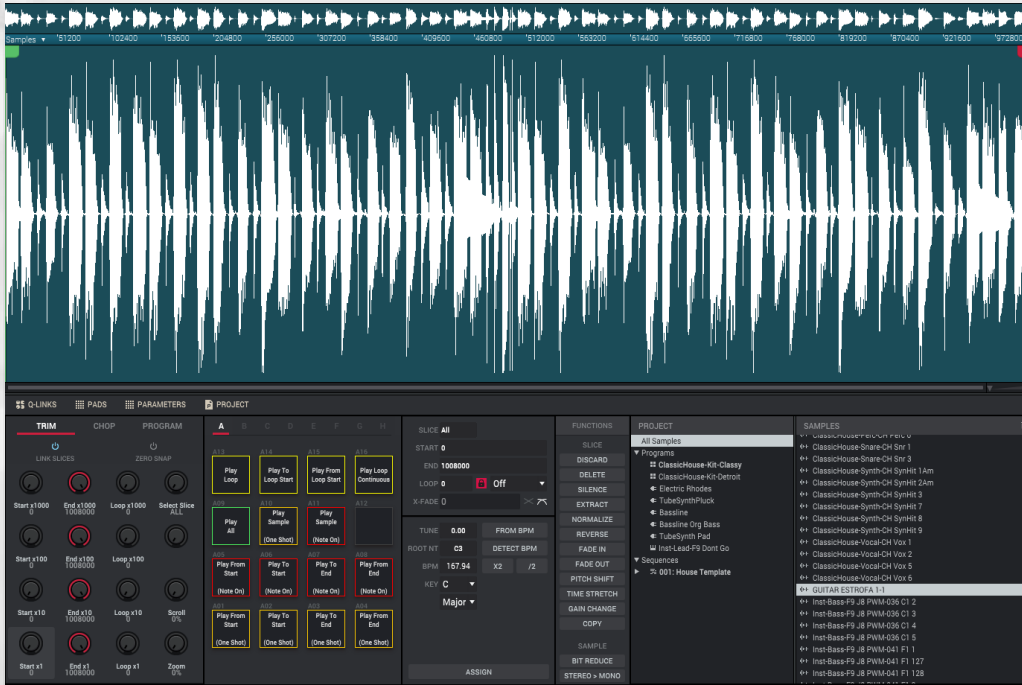 Samples ▾ '51200 '102400 '153600 '204800 '256000 '307200 '358400 '409600 '460800 '512000 '563200 '614400 '665600 '716800 '768000 '819200 '870400 '921600 '972800
Q-LINKS PADS PARAMETERS PROJECT
TRIM CHOP PROGRAM
LINK SLICES ZERO SNAP
Start x1000 End x1000 Loop x1000 Select Slice
0 1008000 0 ALL
Start x100 End x100 Loop x100
0 1008000 0
Start x10 End x10 Loop x10 Scroll
0 1008000 0 0%
Start x1 End x1 Loop x1 Zoom
0 1008000 0 0%
A B C D E F G H
A13 A14 A15 A16
Play Loop
Play To Loop Start
Play From Loop Start
Play Loop Continuous
A09 A10 A11 A12
Play All
Play Sample (One Shot)
Play Sample (Note On)
A05 A06 A07 A08
Play From Start (Note On)
Play To Start (Note On)
Play To End (Note On)
Play From End (Note On)
A01 A02 A03 A04
Play From Start (One Shot)
Play To Start (One Shot)
Play To End (One Shot)
Play From End (One Shot)
SLICE All
START 0
END 1008000
LOOP 0 Off
X-FADE 0
TUNE 0.00 FROM BPM
ROOT NT C3 DETECT BPM
BPM 167.94 X2 /2
KEY C
Major
ASSIGN
FUNCTIONS
SLICE
DISCARD
DELETE
SILENCE
EXTRACT
NORMALIZE
REVERSE
FADE IN
FADE OUT
PITCH SHIFT
TIME STRETCH
GAIN CHANGE
COPY
SAMPLE
BIT REDUCE
STEREO > MONO
PROJECT
All Samples
Programs
ClassicHouse-Kit-Classy
ClassicHouse-Kit-Detroit
Electric Rhodes
TubeSynthPluck
Bassline
Bassline Org Bass
TubeSynth Pad
Inst-Lead-F9 Dont Go
Sequences
001: House Template
SAMPLES
ClassicHouse-Perc-CH Perc 6
ClassicHouse-Snare-CH Snr 1
ClassicHouse-Snare-CH Snr 3
ClassicHouse-Synth-CH SynHit 1Am
ClassicHouse-Synth-CH SynHit 2Am
ClassicHouse-Synth-CH SynHit 3
ClassicHouse-Synth-CH SynHit 7
ClassicHouse-Synth-CH SynHit 8
ClassicHouse-Synth-CH SynHit 9
ClassicHouse-Vocal-CH Vox 1
ClassicHouse-Vocal-CH Vox 2
ClassicHouse-Vocal-CH Vox 5
ClassicHouse-Vocal-CH Vox 6
GUITAR ESTROFA 1-1
Inst-Bass-F9 J8 PWM-036 C1 2
Inst-Bass-F9 J8 PWM-036 C1 3
Inst-Bass-F9 J8 PWM-036 C1 4
Inst-Bass-F9 J8 PWM-036 C1 5
Inst-Bass-F9 J8 PWM-041 F1 1
Inst-Bass-F9 J8 PWM-041 F1 127
Inst-Bass-F9 J8 PWM-041 F1 128